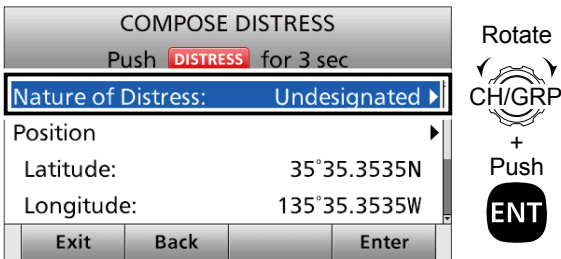 COMPOSE DISTRESS
Push DISTRESS for 3 sec
Nature of Distress: Undesignated
Position
Latitude: 35°35.3535N
Longitude: 135°35.3535W
Exit Back Enter
Rotate
CH/GRP
+
Push
ENT